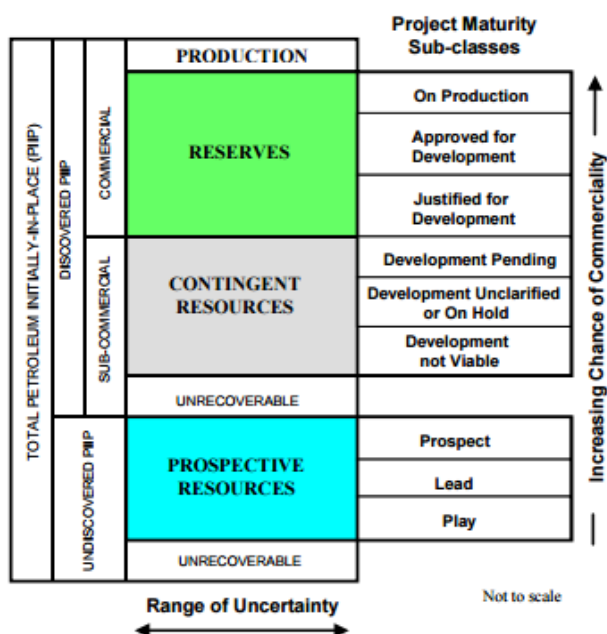 Project Maturity
Sub-classes
PRODUCTION
On Production
RESERVES
Approved for
Development
Justified for
Development
CONTINGENT
RESOURCES
Development Pending
Development Unclarified
or On Hold
Development
not Viable
UNRECOVERABLE
PROSPECTIVE
RESOURCES
Prospect
Lead
Play
UNRECOVERABLE
TOTAL PETROLEUM INITIALLY-IN-PLACE (PIIP)
DISCOVERED PIIP
UNDISCOVERED PIIP
COMMERCIAL
SUB-COMMERCIAL
Increasing Chance of Commerciality
Range of Uncertainty
Not to scale